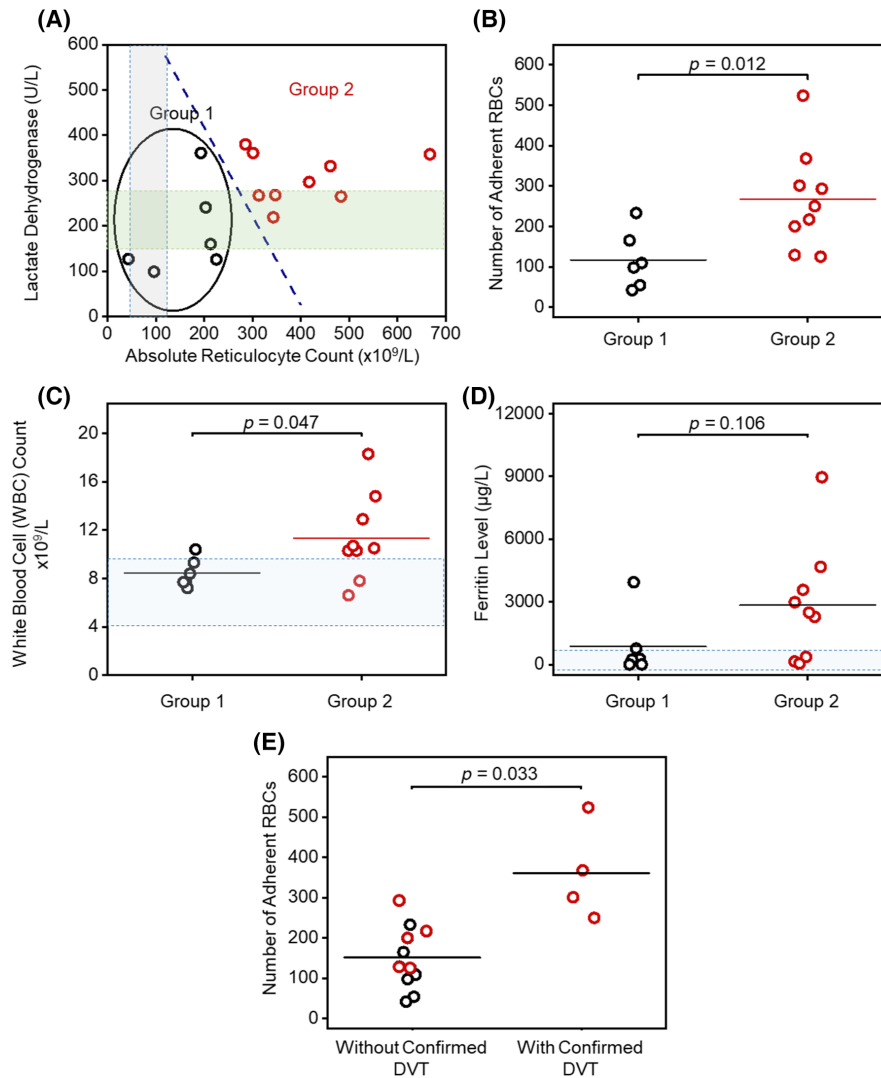 (A)
600
500
400
300
200
100
0
Lactate Dehydrogenase (U/L)
Group 1
Group 2
0 100 200 300 400 500 600 700
Absolute Reticulocyte Count (x10⁹/L)
(B)
600
500
400
300
200
100
0
Number of Adherent RBCs
p = 0.012
Group 1 Group 2
(C)
20
16
12
8
4
0
White Blood Cell (WBC) Count
x10⁹/L
p = 0.047
Group 1 Group 2
(D)
12000
9000
6000
3000
0
Ferritin Level (µg/L)
p = 0.106
Group 1 Group 2
(E)
600
500
400
300
200
100
0
Number of Adherent RBCs
p = 0.033
Without Confirmed
DVT
With Confirmed
DVT